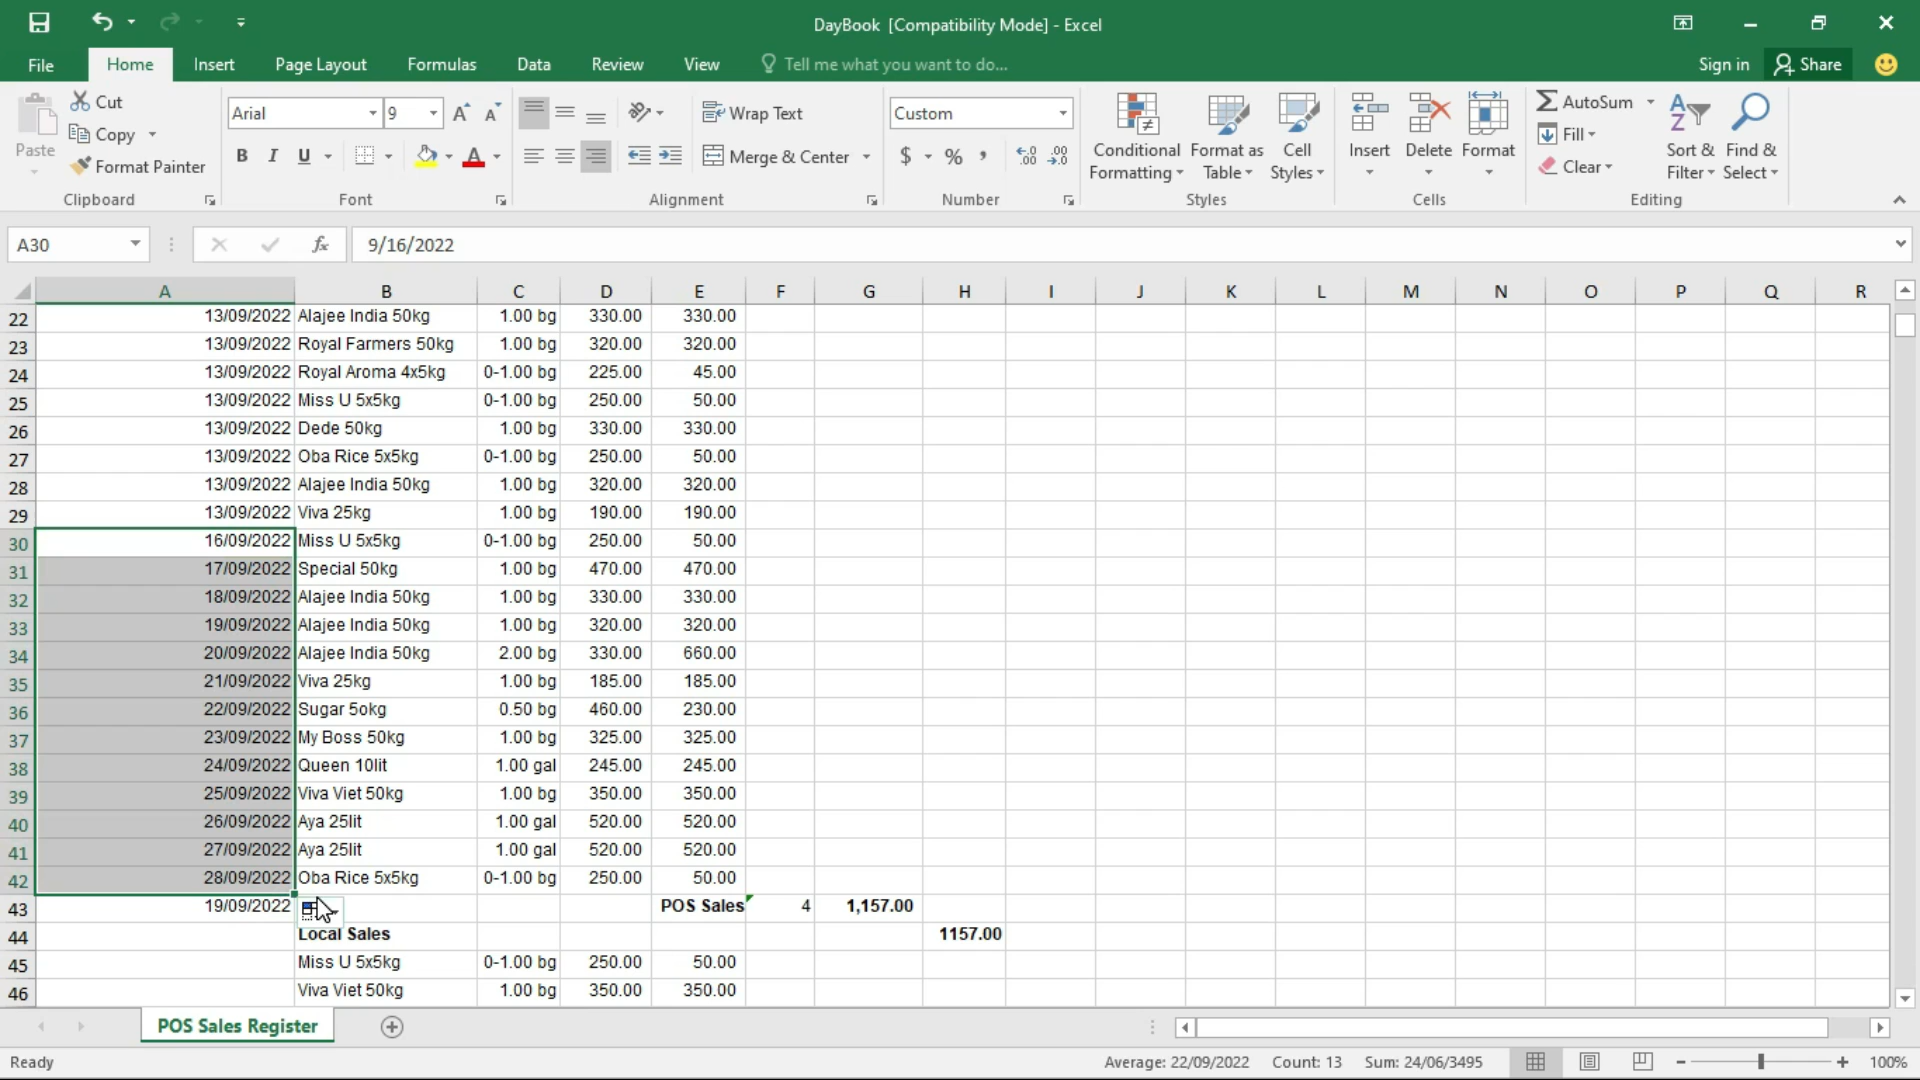 DayBook [Compatibility Mode] - Excel
File Home Insert Page Layout Formulas Data Review View Tell me what you want to do... Sign in Share
Cut
Copy
Format Painter
Paste
Clipboard
Arial 9
B I U A
Font
Wrap Text
Merge & Center
Alignment
Custom
$ % ,
Number
Conditional Formatting
Format as Table
Cell Styles
Styles
Insert Delete Format
Cells
AutoSum
Fill
Clear
Sort & Filter
Find & Select
Editing
A30 fx 9/16/2022
A B C D E F G H I J K L M N O P Q R
22 13/09/2022 Alajee India 50kg 1.00 bg 330.00 330.00
23 13/09/2022 Royal Farmers 50kg 1.00 bg 320.00 320.00
24 13/09/2022 Royal Aroma 4x5kg 0-1.00 bg 225.00 45.00
25 13/09/2022 Miss U 5x5kg 0-1.00 bg 250.00 50.00
26 13/09/2022 Dede 50kg 1.00 bg 330.00 330.00
27 13/09/2022 Oba Rice 5x5kg 0-1.00 bg 250.00 50.00
28 13/09/2022 Alajee India 50kg 1.00 bg 320.00 320.00
29 13/09/2022 Viva 25kg 1.00 bg 190.00 190.00
30 16/09/2022 Miss U 5x5kg 0-1.00 bg 250.00 50.00
31 17/09/2022 Special 50kg 1.00 bg 470.00 470.00
32 18/09/2022 Alajee India 50kg 1.00 bg 330.00 330.00
33 19/09/2022 Alajee India 50kg 1.00 bg 320.00 320.00
34 20/09/2022 Alajee India 50kg 2.00 bg 330.00 660.00
35 21/09/2022 Viva 25kg 1.00 bg 185.00 185.00
36 22/09/2022 Sugar 5okg 0.50 bg 460.00 230.00
37 23/09/2022 My Boss 50kg 1.00 bg 325.00 325.00
38 24/09/2022 Queen 10lit 1.00 gal 245.00 245.00
39 25/09/2022 Viva Viet 50kg 1.00 bg 350.00 350.00
40 26/09/2022 Aya 25lit 1.00 gal 520.00 520.00
41 27/09/2022 Aya 25lit 1.00 gal 520.00 520.00
42 28/09/2022 Oba Rice 5x5kg 0-1.00 bg 250.00 50.00
43 19/09/2022 POS Sales 4 1,157.00
44 Local Sales 1157.00
45 Miss U 5x5kg 0-1.00 bg 250.00 50.00
46 Viva Viet 50kg 1.00 bg 350.00 350.00
POS Sales Register
Ready Average: 22/09/2022 Count: 13 Sum: 24/06/3495 100%